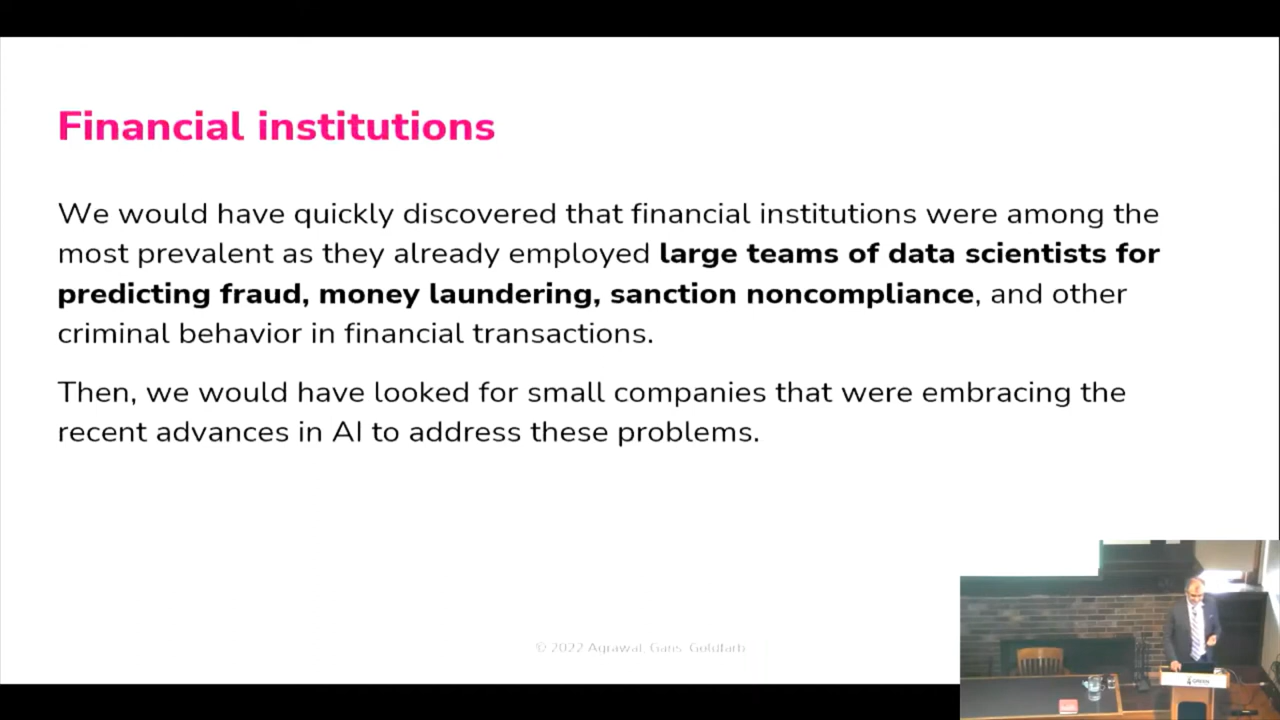 Financial institutions
We would have quickly discovered that financial institutions were among the
most prevalent as they already employed large teams of data scientists for
predicting fraud, money laundering, sanction noncompliance, and other
criminal behavior in financial transactions.
Then, we would have looked for small companies that were embracing the
recent advances in AI to address these problems.
© 2022 Agrawal, Gans, Goldfarb
GREEN